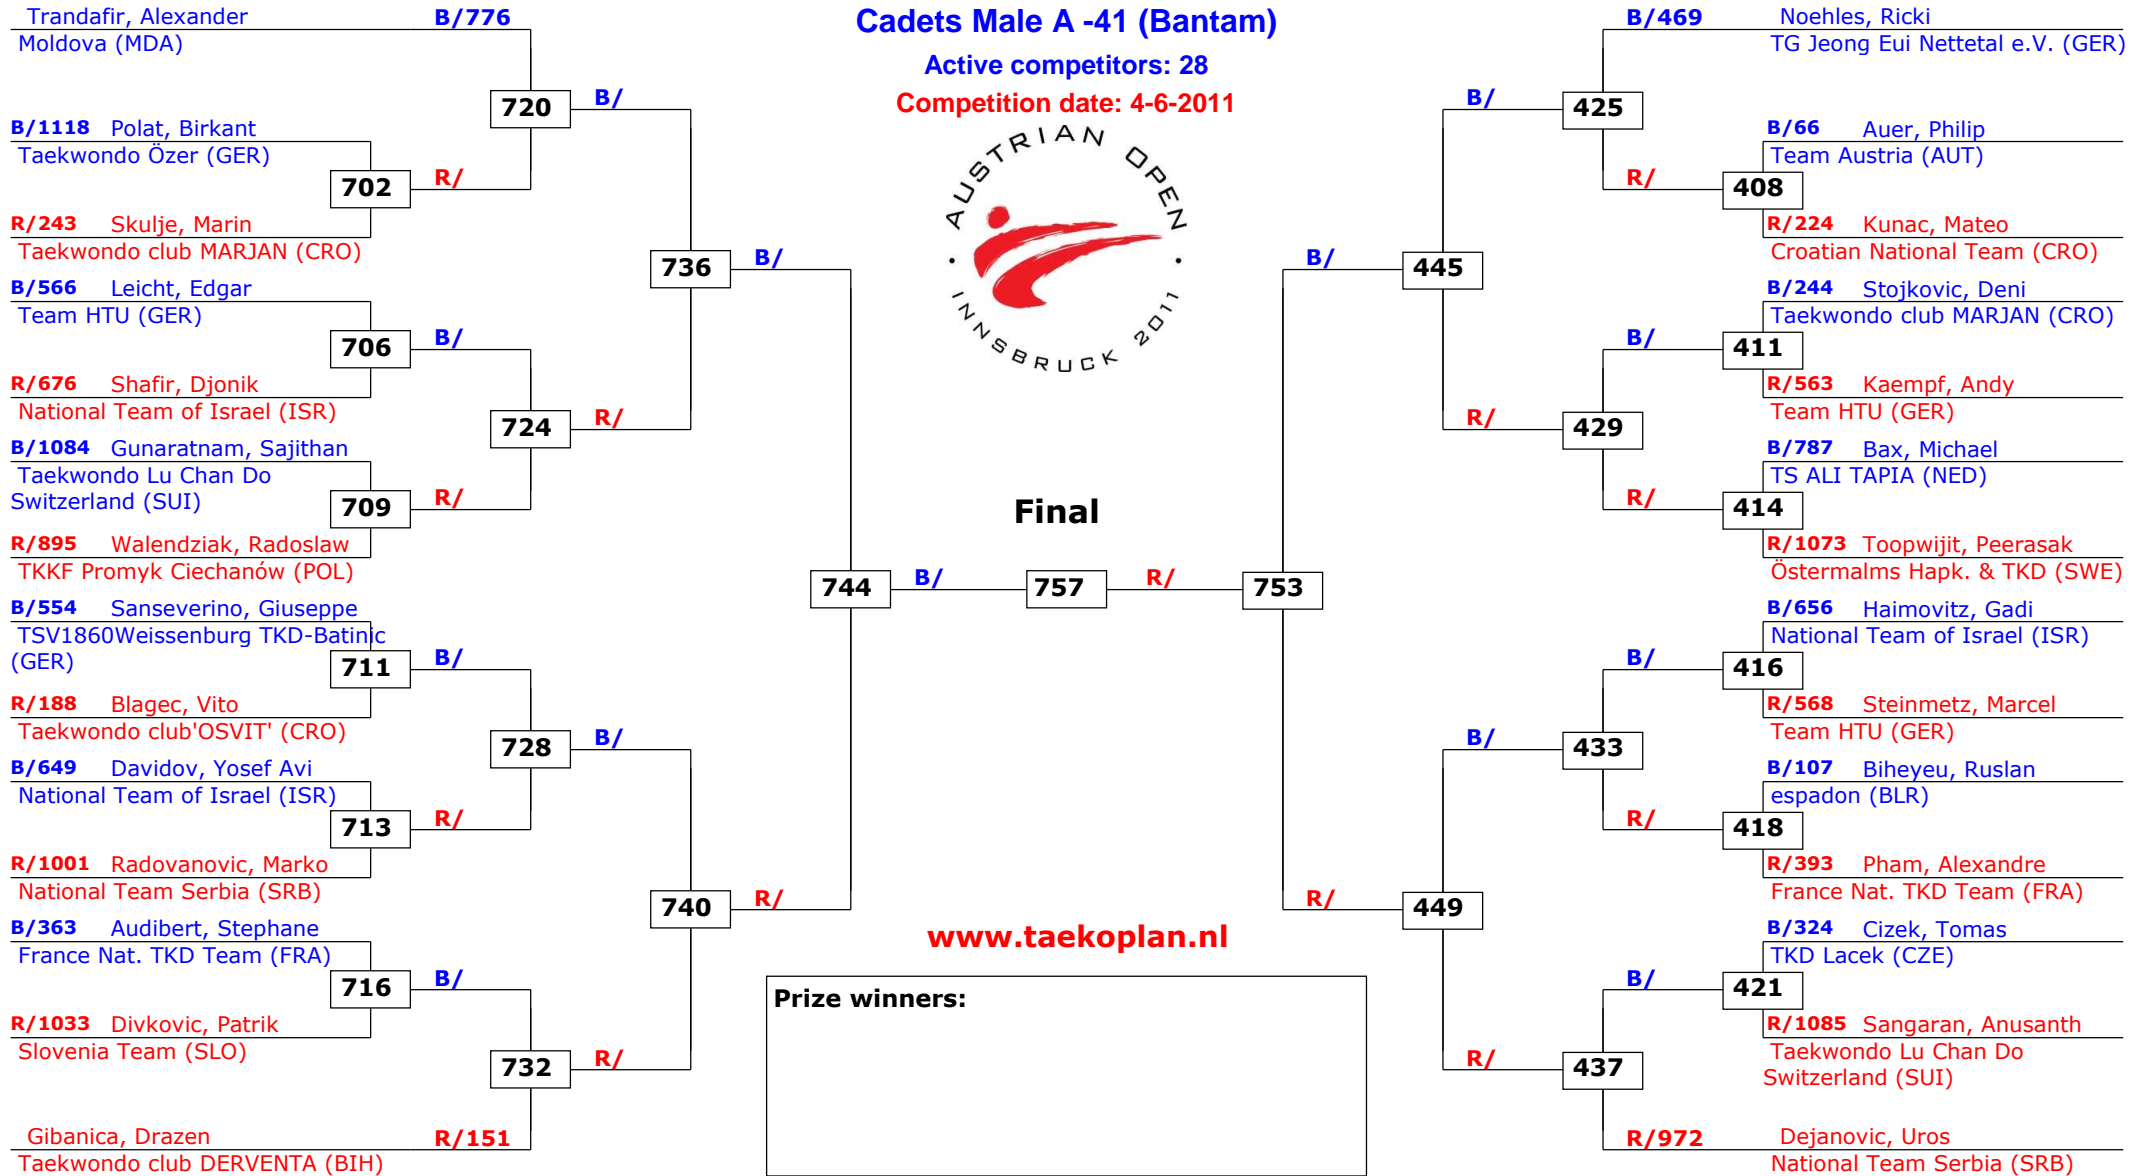 Cadets Male A -41 (Bantam)
Active competitors: 28
Competition date: 4-6-2011
AUSTRIAN OPEN
· INNSBRUCK 2011 ·
Trandafir, Alexander B/776
Moldova (MDA)
720 B/
B/1118 Polat, Birkant
Taekwondo Özer (GER)
702 R/
R/243 Skulje, Marin
Taekwondo club MARJAN (CRO)
736 B/
B/566 Leicht, Edgar
Team HTU (GER)
706 B/
R/676 Shafir, Djonik
National Team of Israel (ISR)
724 R/
B/1084 Gunaratnam, Sajithan
Taekwondo Lu Chan Do
Switzerland (SUI)
709 R/
R/895 Walendziak, Radoslaw
TKKF Promyk Ciechanów (POL)
744 B/
B/554 Sanseverino, Giuseppe
TSV1860Weissenburg TKD-Batinic
(GER)
711 B/
R/188 Blagec, Vito
Taekwondo club'OSVIT' (CRO)
728 B/
B/649 Davidov, Yosef Avi
National Team of Israel (ISR)
713 R/
R/1001 Radovanovic, Marko
National Team Serbia (SRB)
740 R/
B/363 Audibert, Stephane
France Nat. TKD Team (FRA)
716 B/
R/1033 Divkovic, Patrik
Slovenia Team (SLO)
732 R/
Gibanica, Drazen R/151
Taekwondo club DERVENTA (BIH)
Final
757
www.taekoplan.nl
Prize winners:
B/469 Noehles, Ricki
TG Jeong Eui Nettetal e.V. (GER)
B/ 425
B/66 Auer, Philip
Team Austria (AUT)
R/ 408
R/224 Kunac, Mateo
Croatian National Team (CRO)
B/ 445
B/244 Stojkovic, Deni
Taekwondo club MARJAN (CRO)
B/ 411
R/563 Kaempf, Andy
Team HTU (GER)
R/ 429
B/787 Bax, Michael
TS ALI TAPIA (NED)
R/ 414
R/1073 Toopwijit, Peerasak
Östermalms Hapk. & TKD (SWE)
R/ 753
B/656 Haimovitz, Gadi
National Team of Israel (ISR)
B/ 416
R/568 Steinmetz, Marcel
Team HTU (GER)
B/ 433
B/107 Biheyeu, Ruslan
espadon (BLR)
R/ 418
R/393 Pham, Alexandre
France Nat. TKD Team (FRA)
R/ 449
B/324 Cizek, Tomas
TKD Lacek (CZE)
B/ 421
R/1085 Sangaran, Anusanth
Taekwondo Lu Chan Do
Switzerland (SUI)
R/ 437
R/972 Dejanovic, Uros
National Team Serbia (SRB)